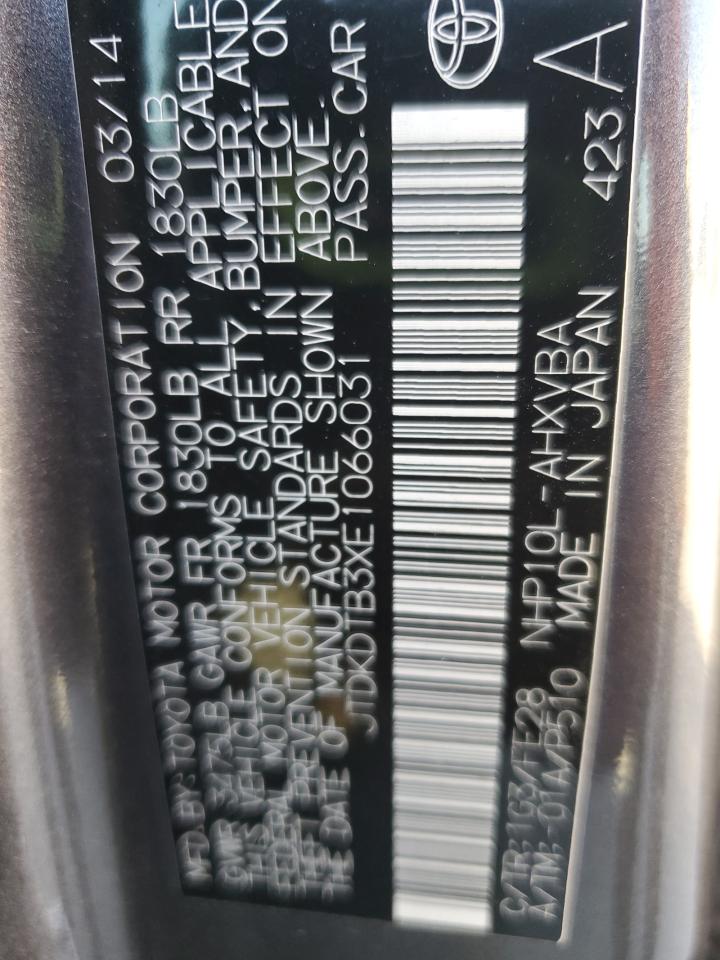 MFD. BY: TOYOTA MOTOR CORPORATION 03/14
GVWR 3275LB GAWR FR 1830LB RR 1830LB
THIS VEHICLE CONFORMS TO ALL APPLICABLE
FEDERAL MOTOR VEHICLE SAFETY, BUMPER, AND
THEFT PREVENTION STANDARDS IN EFFECT ON
THE DATE OF MANUFACTURE SHOWN ABOVE.
JTDKDTB3XE1066031 PASS. CAR
C/TR: 1G3/FE28 NHP10L-AHXVBA 423
A/TM: -01A/P510 MADE IN JAPAN A